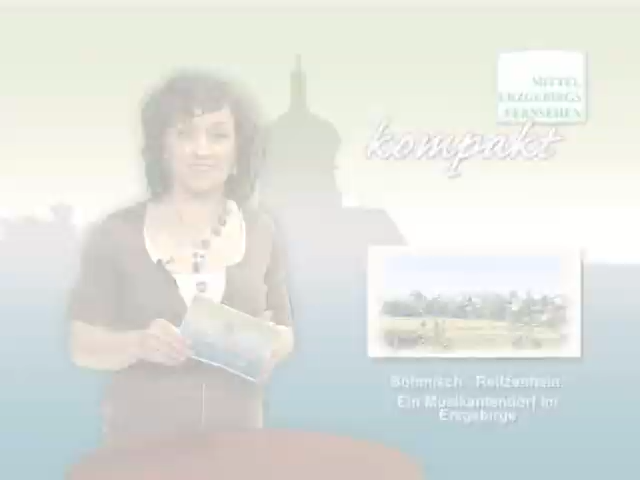 MITTEL
ERZGEBIRGS
FERNSEHEN
kompakt
Böhmisch - Reitzenhain.
Ein Musikantendorf im
Erzgebirge